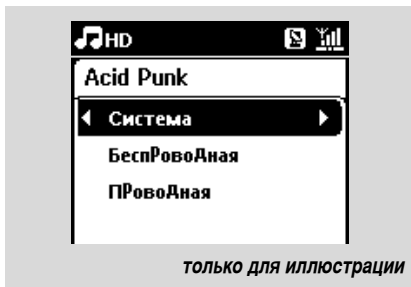 HD
Acid Punk
Система
БеспРовоДная
ПРовоДная
только для иллюстрации